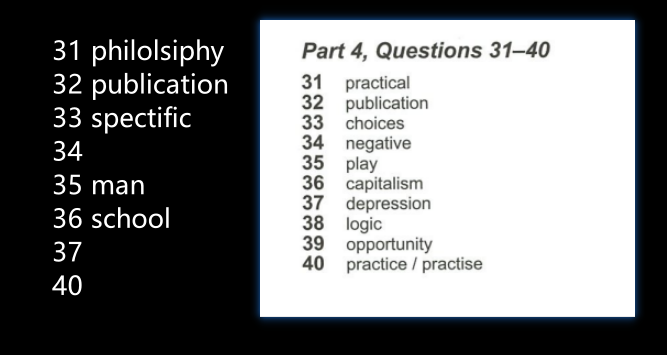 31 philolsiphy
32 publication
33 spectific
34
35 man
36 school
37
40
Part 4, Questions 31–40
31 practical
32 publication
33 choices
34 negative
35 play
36 capitalism
37 depression
38 logic
39 opportunity
40 practice / practise